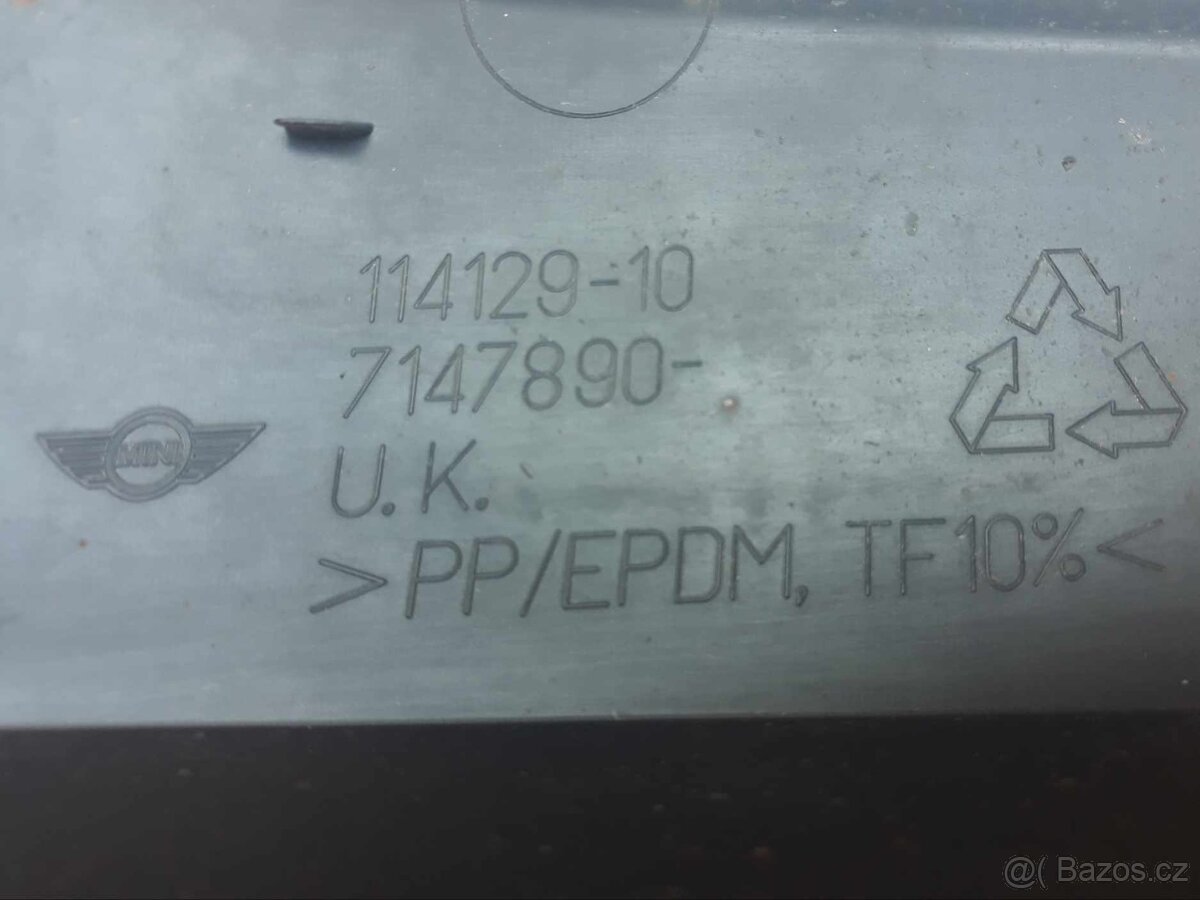 114129-10
7147890-
MINI
U.K.
>PP/EPDM, TF10%<
@( Bazos.cz